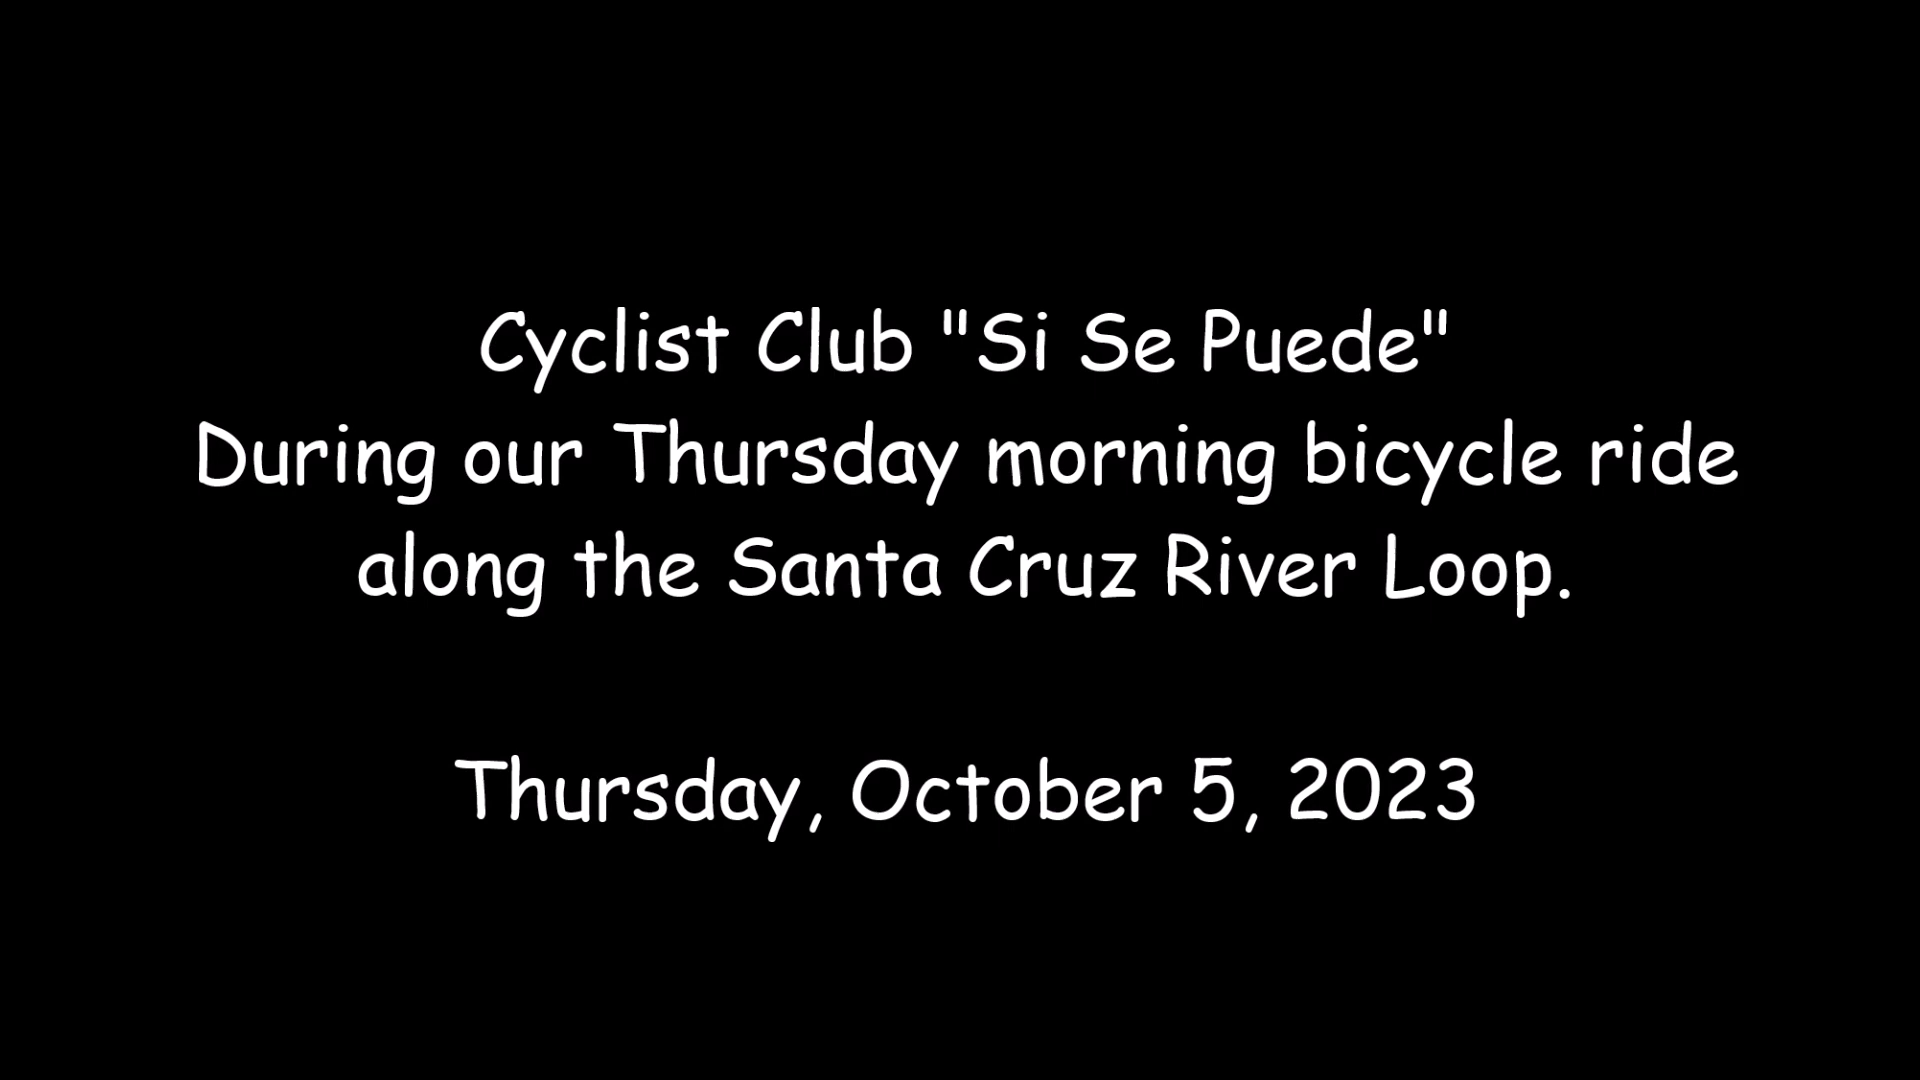 Cyclist Club "Si Se Puede"
During our Thursday morning bicycle ride
along the Santa Cruz River Loop.
Thursday, October 5, 2023